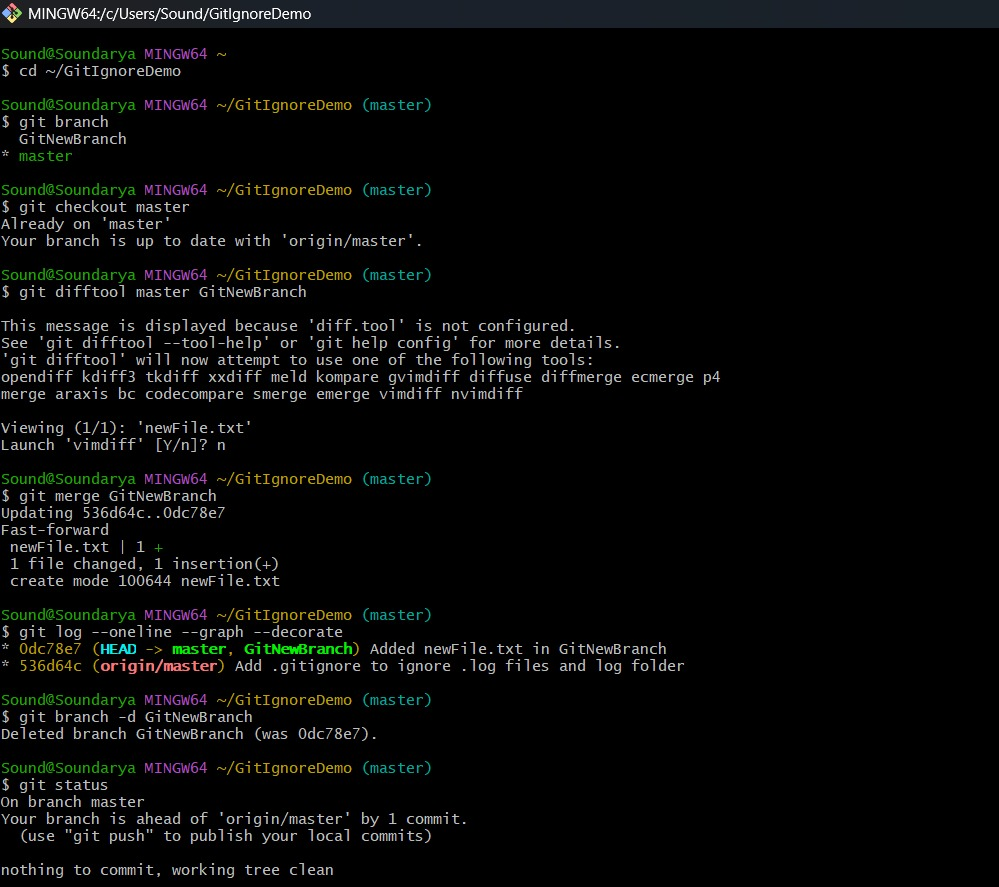 MINGW64:/c/Users/Sound/GitIgnoreDemo
Sound@Soundarya MINGW64 ~
$ cd ~/GitIgnoreDemo
Sound@Soundarya MINGW64 ~/GitIgnoreDemo (master)
$ git branch
  GitNewBranch
* master
Sound@Soundarya MINGW64 ~/GitIgnoreDemo (master)
$ git checkout master
Already on 'master'
Your branch is up to date with 'origin/master'.
Sound@Soundarya MINGW64 ~/GitIgnoreDemo (master)
$ git difftool master GitNewBranch
This message is displayed because 'diff.tool' is not configured.
See 'git difftool --tool-help' or 'git help config' for more details.
'git difftool' will now attempt to use one of the following tools:
opendiff kdiff3 tkdiff xxdiff meld kompare gvimdiff diffuse diffmerge ecmerge p4
merge araxis bc codecompare smerge emerge vimdiff nvimdiff
Viewing (1/1): 'newFile.txt'
Launch 'vimdiff' [Y/n]? n
Sound@Soundarya MINGW64 ~/GitIgnoreDemo (master)
$ git merge GitNewBranch
Updating 536d64c..0dc78e7
Fast-forward
 newFile.txt | 1 +
 1 file changed, 1 insertion(+)
 create mode 100644 newFile.txt
Sound@Soundarya MINGW64 ~/GitIgnoreDemo (master)
$ git log --oneline --graph --decorate
* 0dc78e7 (HEAD -> master, GitNewBranch) Added newFile.txt in GitNewBranch
* 536d64c (origin/master) Add .gitignore to ignore .log files and log folder
Sound@Soundarya MINGW64 ~/GitIgnoreDemo (master)
$ git branch -d GitNewBranch
Deleted branch GitNewBranch (was 0dc78e7).
Sound@Soundarya MINGW64 ~/GitIgnoreDemo (master)
$ git status
On branch master
Your branch is ahead of 'origin/master' by 1 commit.
  (use "git push" to publish your local commits)
nothing to commit, working tree clean